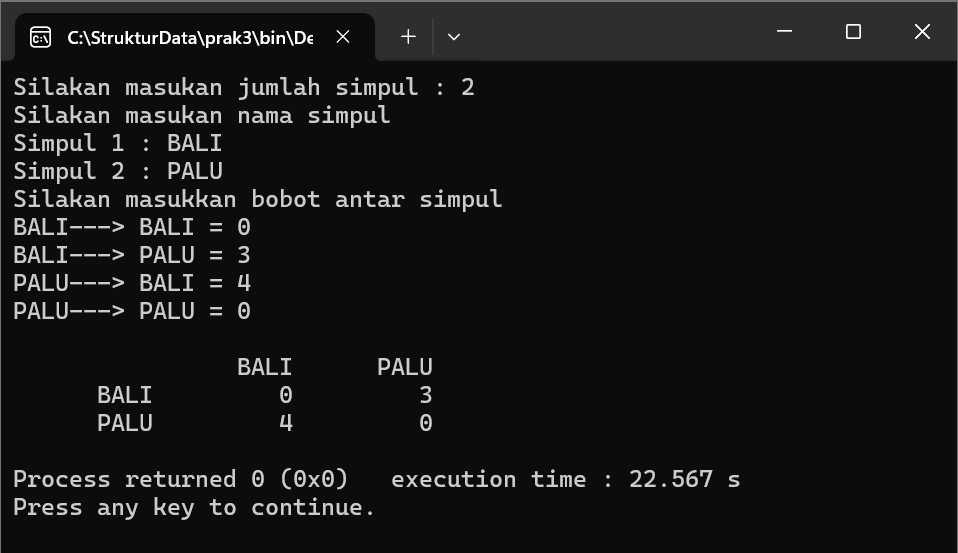 C:\StrukturData\prak3\bin\De
Silakan masukan jumlah simpul : 2
Silakan masukan nama simpul
Simpul 1 : BALI
Simpul 2 : PALU
Silakan masukkan bobot antar simpul
BALI---> BALI = 0
BALI---> PALU = 3
PALU---> BALI = 4
PALU---> PALU = 0
BALI PALU
BALI 0 3
PALU 4 0
Process returned 0 (0x0) execution time : 22.567 s
Press any key to continue.